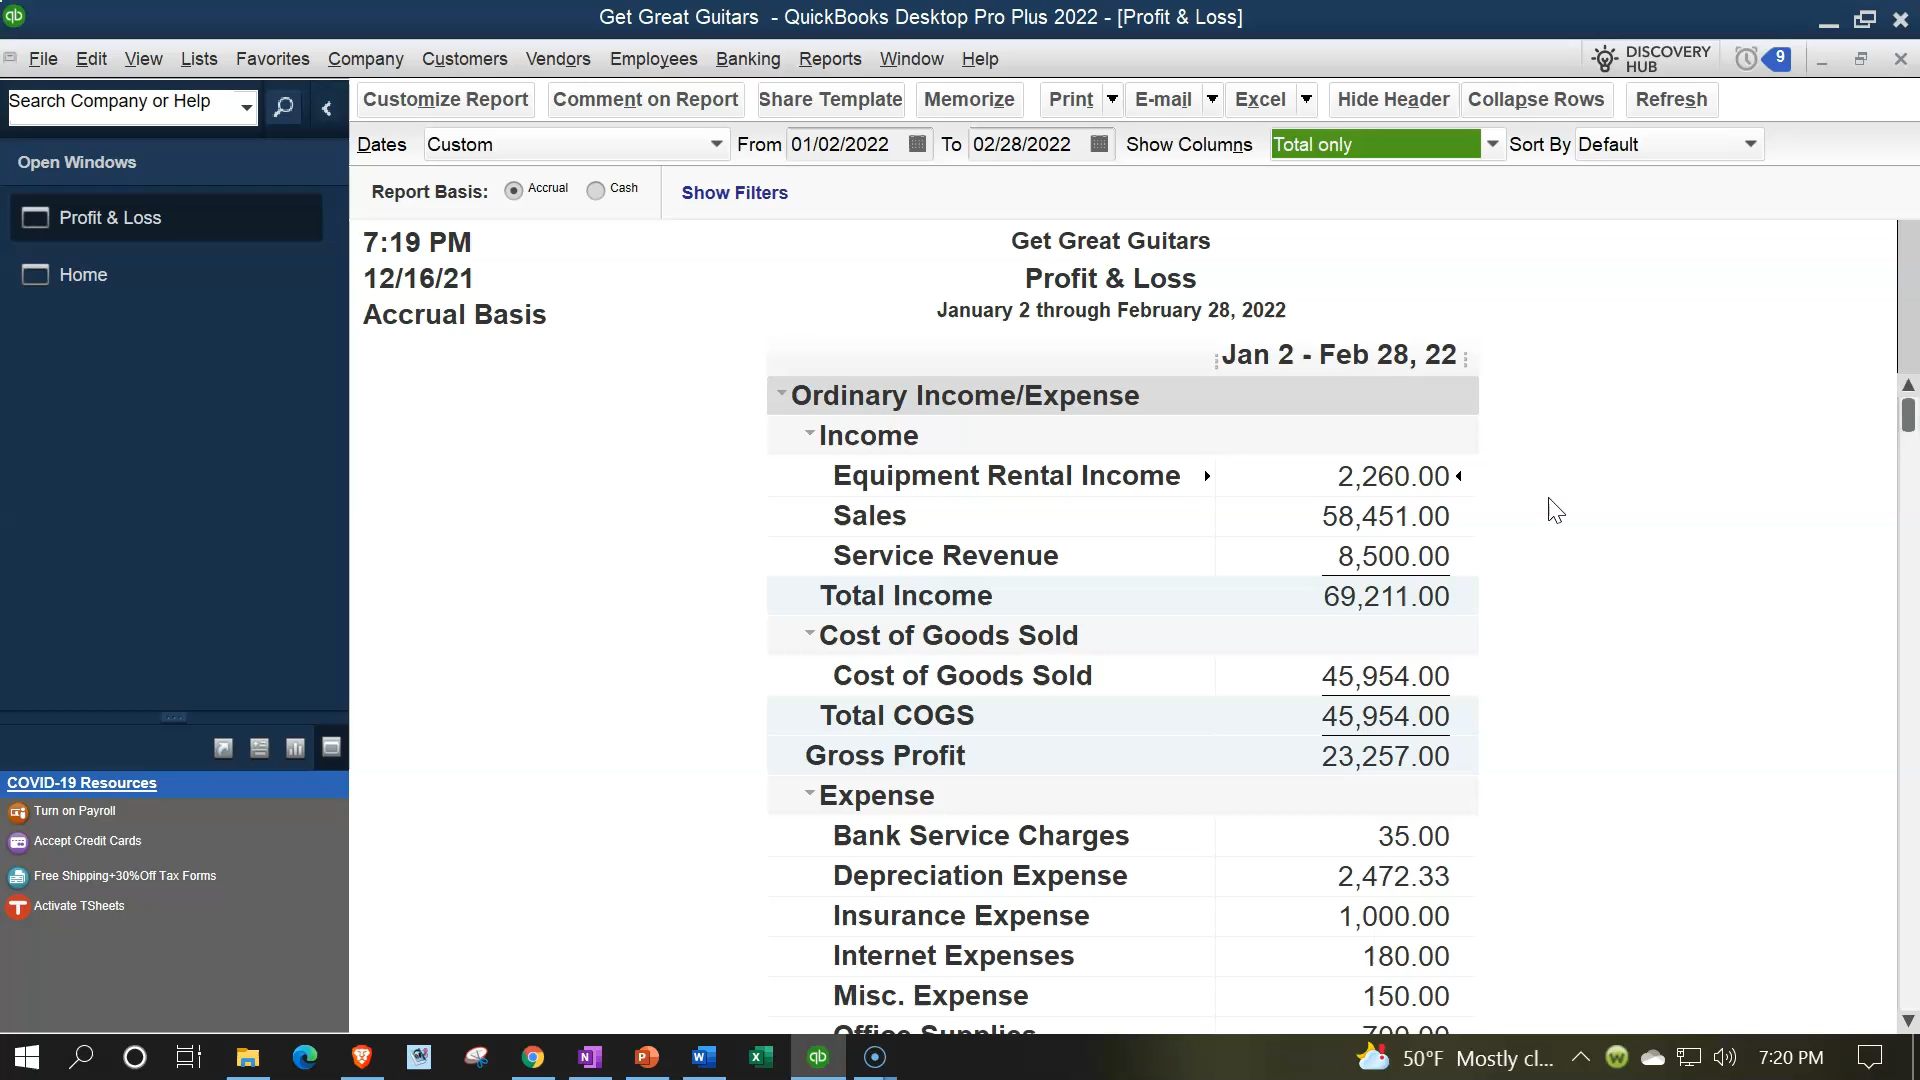 Get Great Guitars - QuickBooks Desktop Pro Plus 2022 - [Profit & Loss]
File Edit View Lists Favorites Company Customers Vendors Employees Banking Reports Window Help
DISCOVERY HUB 9
Search Company or Help
Customize Report Comment on Report Share Template Memorize Print E-mail Excel Hide Header Collapse Rows Refresh
Dates Custom From 01/02/2022 To 02/28/2022 Show Columns Total only Sort By Default
Report Basis: Accrual Cash Show Filters
Open Windows
Profit & Loss
Home
COVID-19 Resources
Turn on Payroll
Accept Credit Cards
Free Shipping+30%Off Tax Forms
Activate TSheets
7:19 PM
12/16/21
Accrual Basis
Get Great Guitars
Profit & Loss
January 2 through February 28, 2022
Jan 2 - Feb 28, 22
Ordinary Income/Expense
Income
Equipment Rental Income 2,260.00
Sales 58,451.00
Service Revenue 8,500.00
Total Income 69,211.00
Cost of Goods Sold
Cost of Goods Sold 45,954.00
Total COGS 45,954.00
Gross Profit 23,257.00
Expense
Bank Service Charges 35.00
Depreciation Expense 2,472.33
Insurance Expense 1,000.00
Internet Expenses 180.00
Misc. Expense 150.00
Office Supplies 700.00
50°F Mostly cl... 7:20 PM